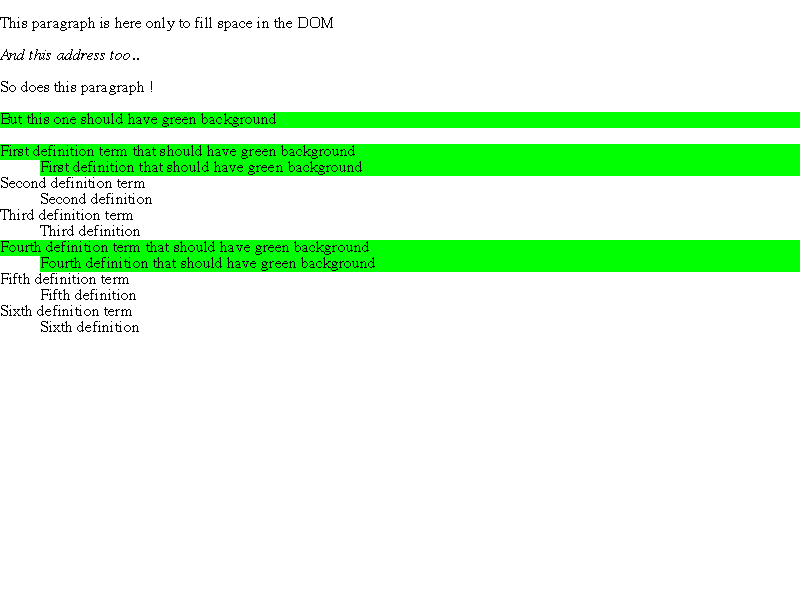 This paragraph is here only to fill space in the DOM
And this address too..
So does this paragraph !
But this one should have green background
First definition term that should have green background
First definition that should have green background
Second definition term
Second definition
Third definition term
Third definition
Fourth definition term that should have green background
Fourth definition that should have green background
Fifth definition term
Fifth definition
Sixth definition term
Sixth definition